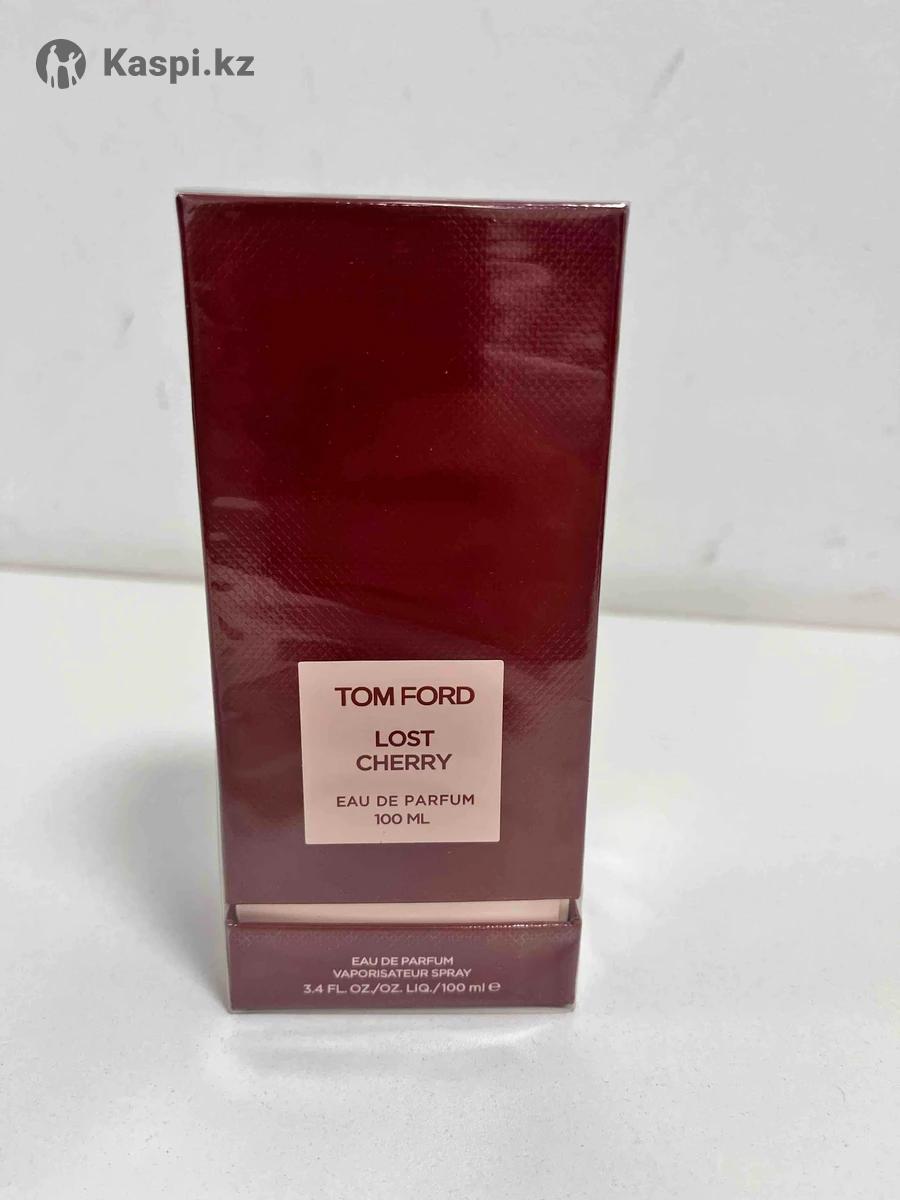 Kaspi.kz
TOM FORD
LOST
CHERRY
EAU DE PARFUM
100 ML
EAU DE PARFUM
VAPORISATEUR SPRAY
3.4 FL. OZ./OZ. LIQ./100 ml ℮